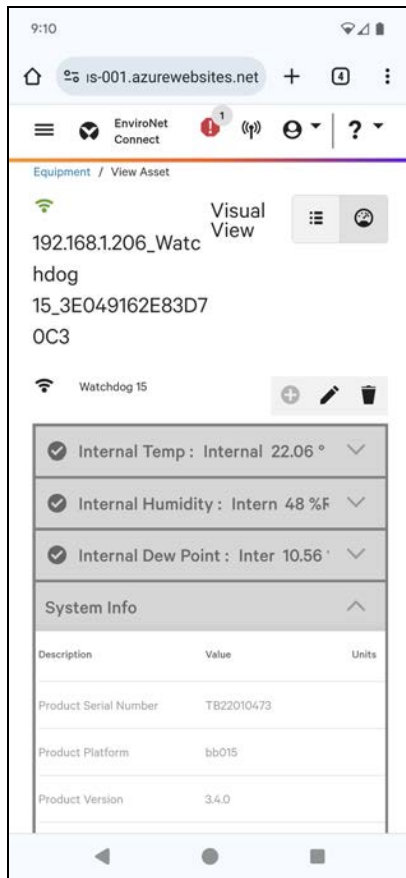 9:10
ıs-001.azurewebsites.net
4
EnviroNet
Connect
1
?
Equipment / View Asset
192.168.1.206_Watc
hdog
15_3E049162E83D7
0C3
Visual
View
Watchdog 15
Internal Temp : Internal 22.06 °
Internal Humidity : Intern 48 %R
Internal Dew Point : Inter 10.56 °
System Info
Description Value Units
Product Serial Number TB22010473
Product Platform bb015
Product Version 3.4.0